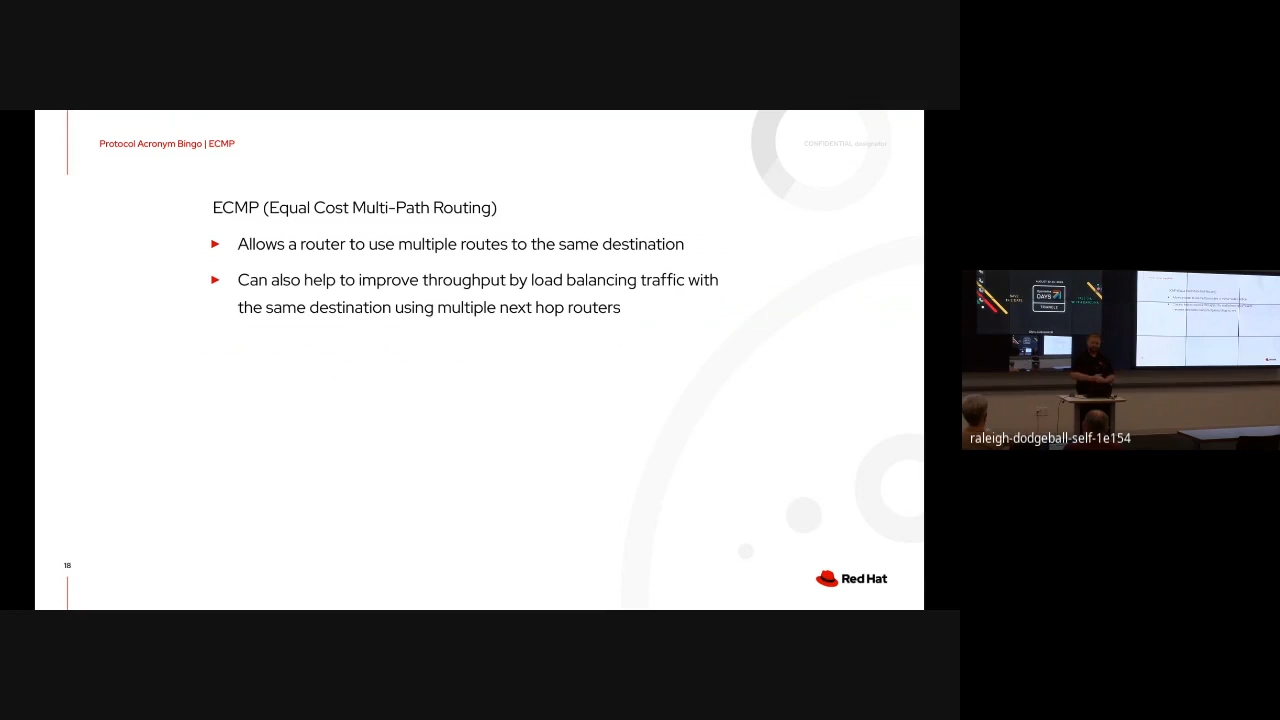 Protocol Acronym Bingo | ECMP
CONFIDENTIAL designator
ECMP (Equal Cost Multi-Path Routing)
Allows a router to use multiple routes to the same destination
Can also help to improve throughput by load balancing traffic with
the same destination using multiple next hop routers
18
Red Hat
DAYS
raleigh-dodgeball-self-1e154